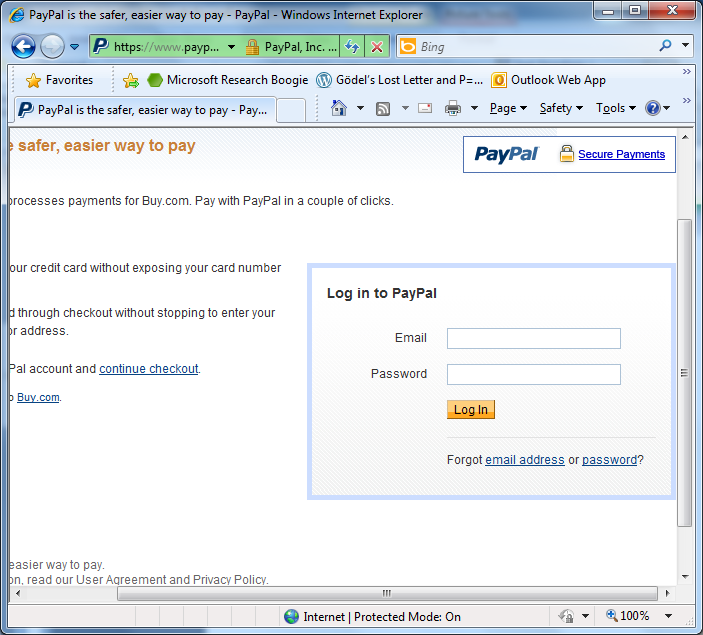 PayPal is the safer, easier way to pay - PayPal - Windows Internet Explorer
https://www.payp... PayPal, Inc. ... Bing
Favorites Microsoft Research Boogie Gödel's Lost Letter and P=... Outlook Web App
PayPal is the safer, easier way to pay - Pay... Page Safety Tools
e safer, easier way to pay
PayPal Secure Payments
processes payments for Buy.com. Pay with PayPal in a couple of clicks.
our credit card without exposing your card number
Log in to PayPal
d through checkout without stopping to enter your
or address.
Email
Pal account and continue checkout.
Password
o Buy.com.
Log In
Forgot email address or password?
easier way to pay.
on, read our User Agreement and Privacy Policy.
Internet | Protected Mode: On 100%